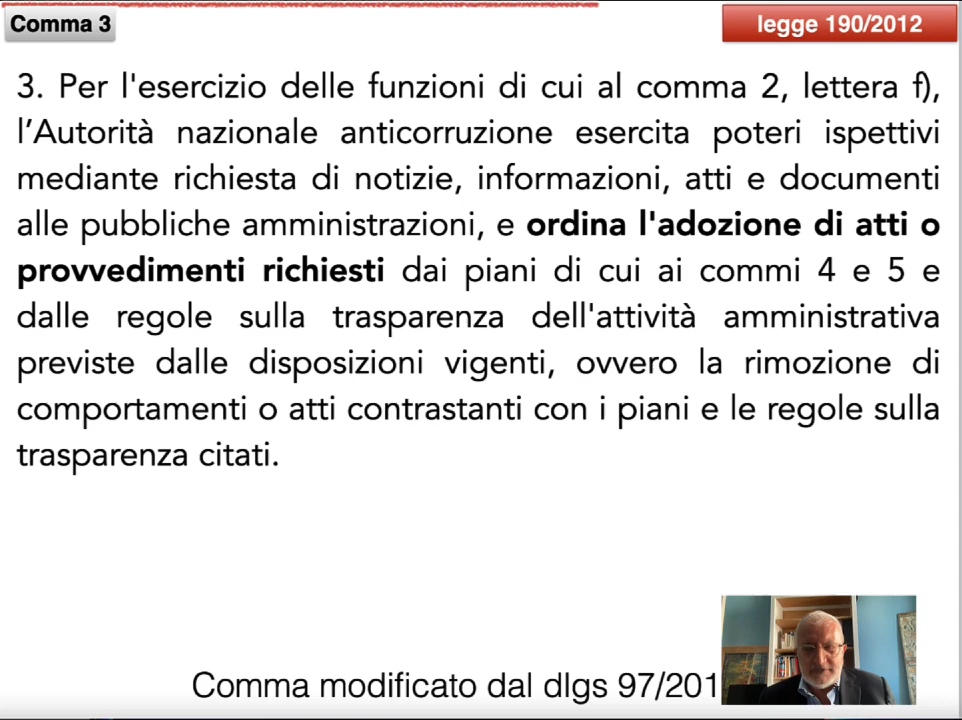 Comma 3
legge 190/2012
3. Per l'esercizio delle funzioni di cui al comma 2, lettera f),
l’Autorità nazionale anticorruzione esercita poteri ispettivi
mediante richiesta di notizie, informazioni, atti e documenti
alle pubbliche amministrazioni, e ordina l'adozione di atti o
provvedimenti richiesti dai piani di cui ai commi 4 e 5 e
dalle regole sulla trasparenza dell'attività amministrativa
previste dalle disposizioni vigenti, ovvero la rimozione di
comportamenti o atti contrastanti con i piani e le regole sulla
trasparenza citati.
Comma modificato dal dlgs 97/201